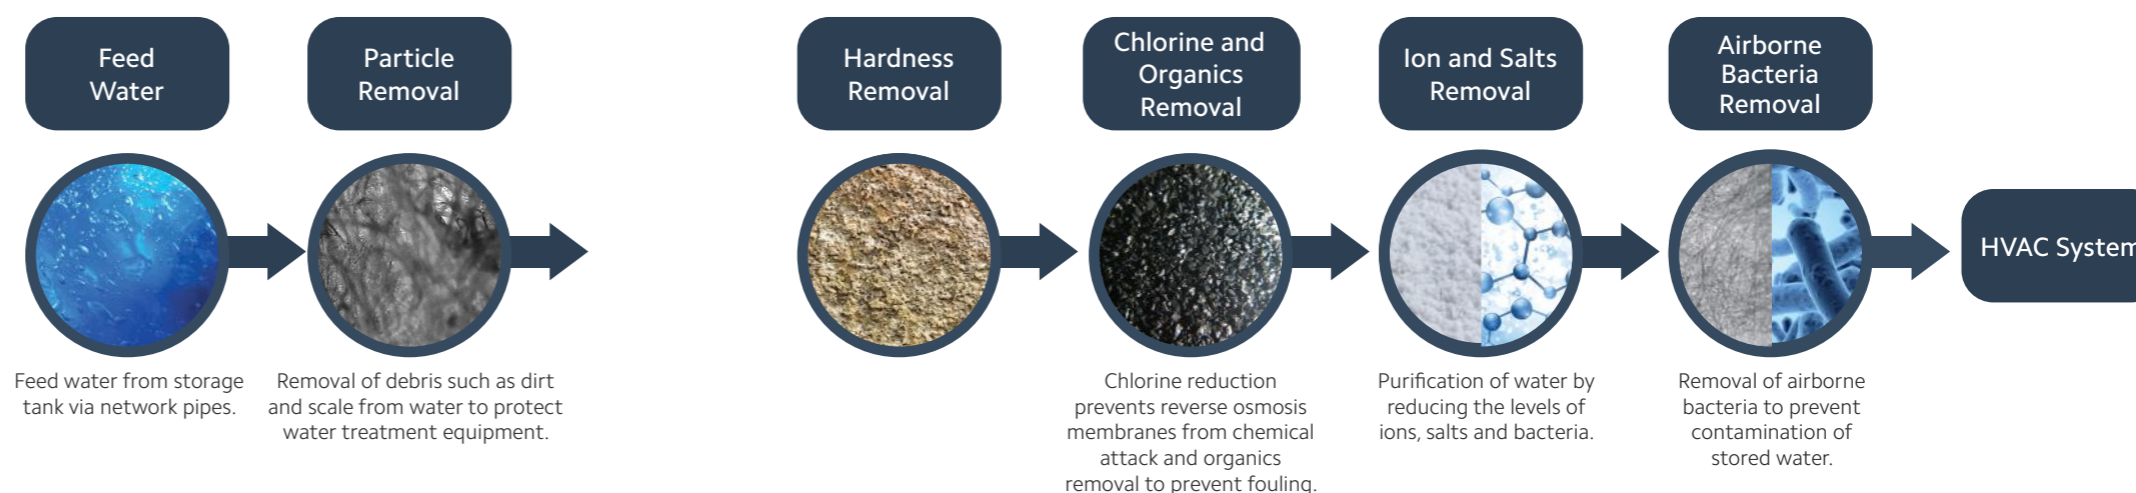 Feed
Water
Particle
Removal
Hardness
Removal
Chlorine and
Organics
Removal
Ion and Salts
Removal
Airborne
Bacteria
Removal
HVAC System
Feed water from storage
tank via network pipes.
Removal of debris such as dirt
and scale from water to protect
water treatment equipment.
Chlorine reduction
prevents reverse osmosis
membranes from chemical
attack and organics
removal to prevent fouling.
Purification of water by
reducing the levels of
ions, salts and bacteria.
Removal of airborne
bacteria to prevent
contamination of
stored water.